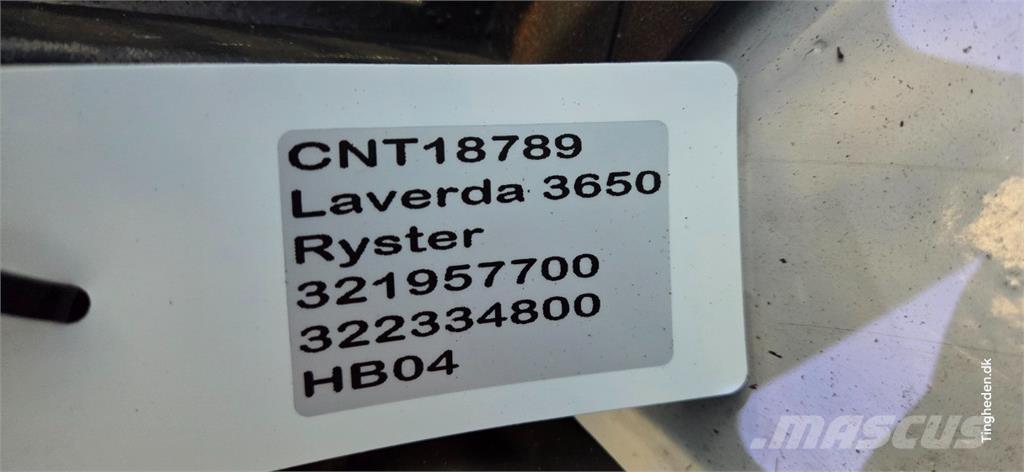 CNT18789
Laverda 3650
Ryster
321957700
322334800
HB04
Tingheden.dk
MASCUS